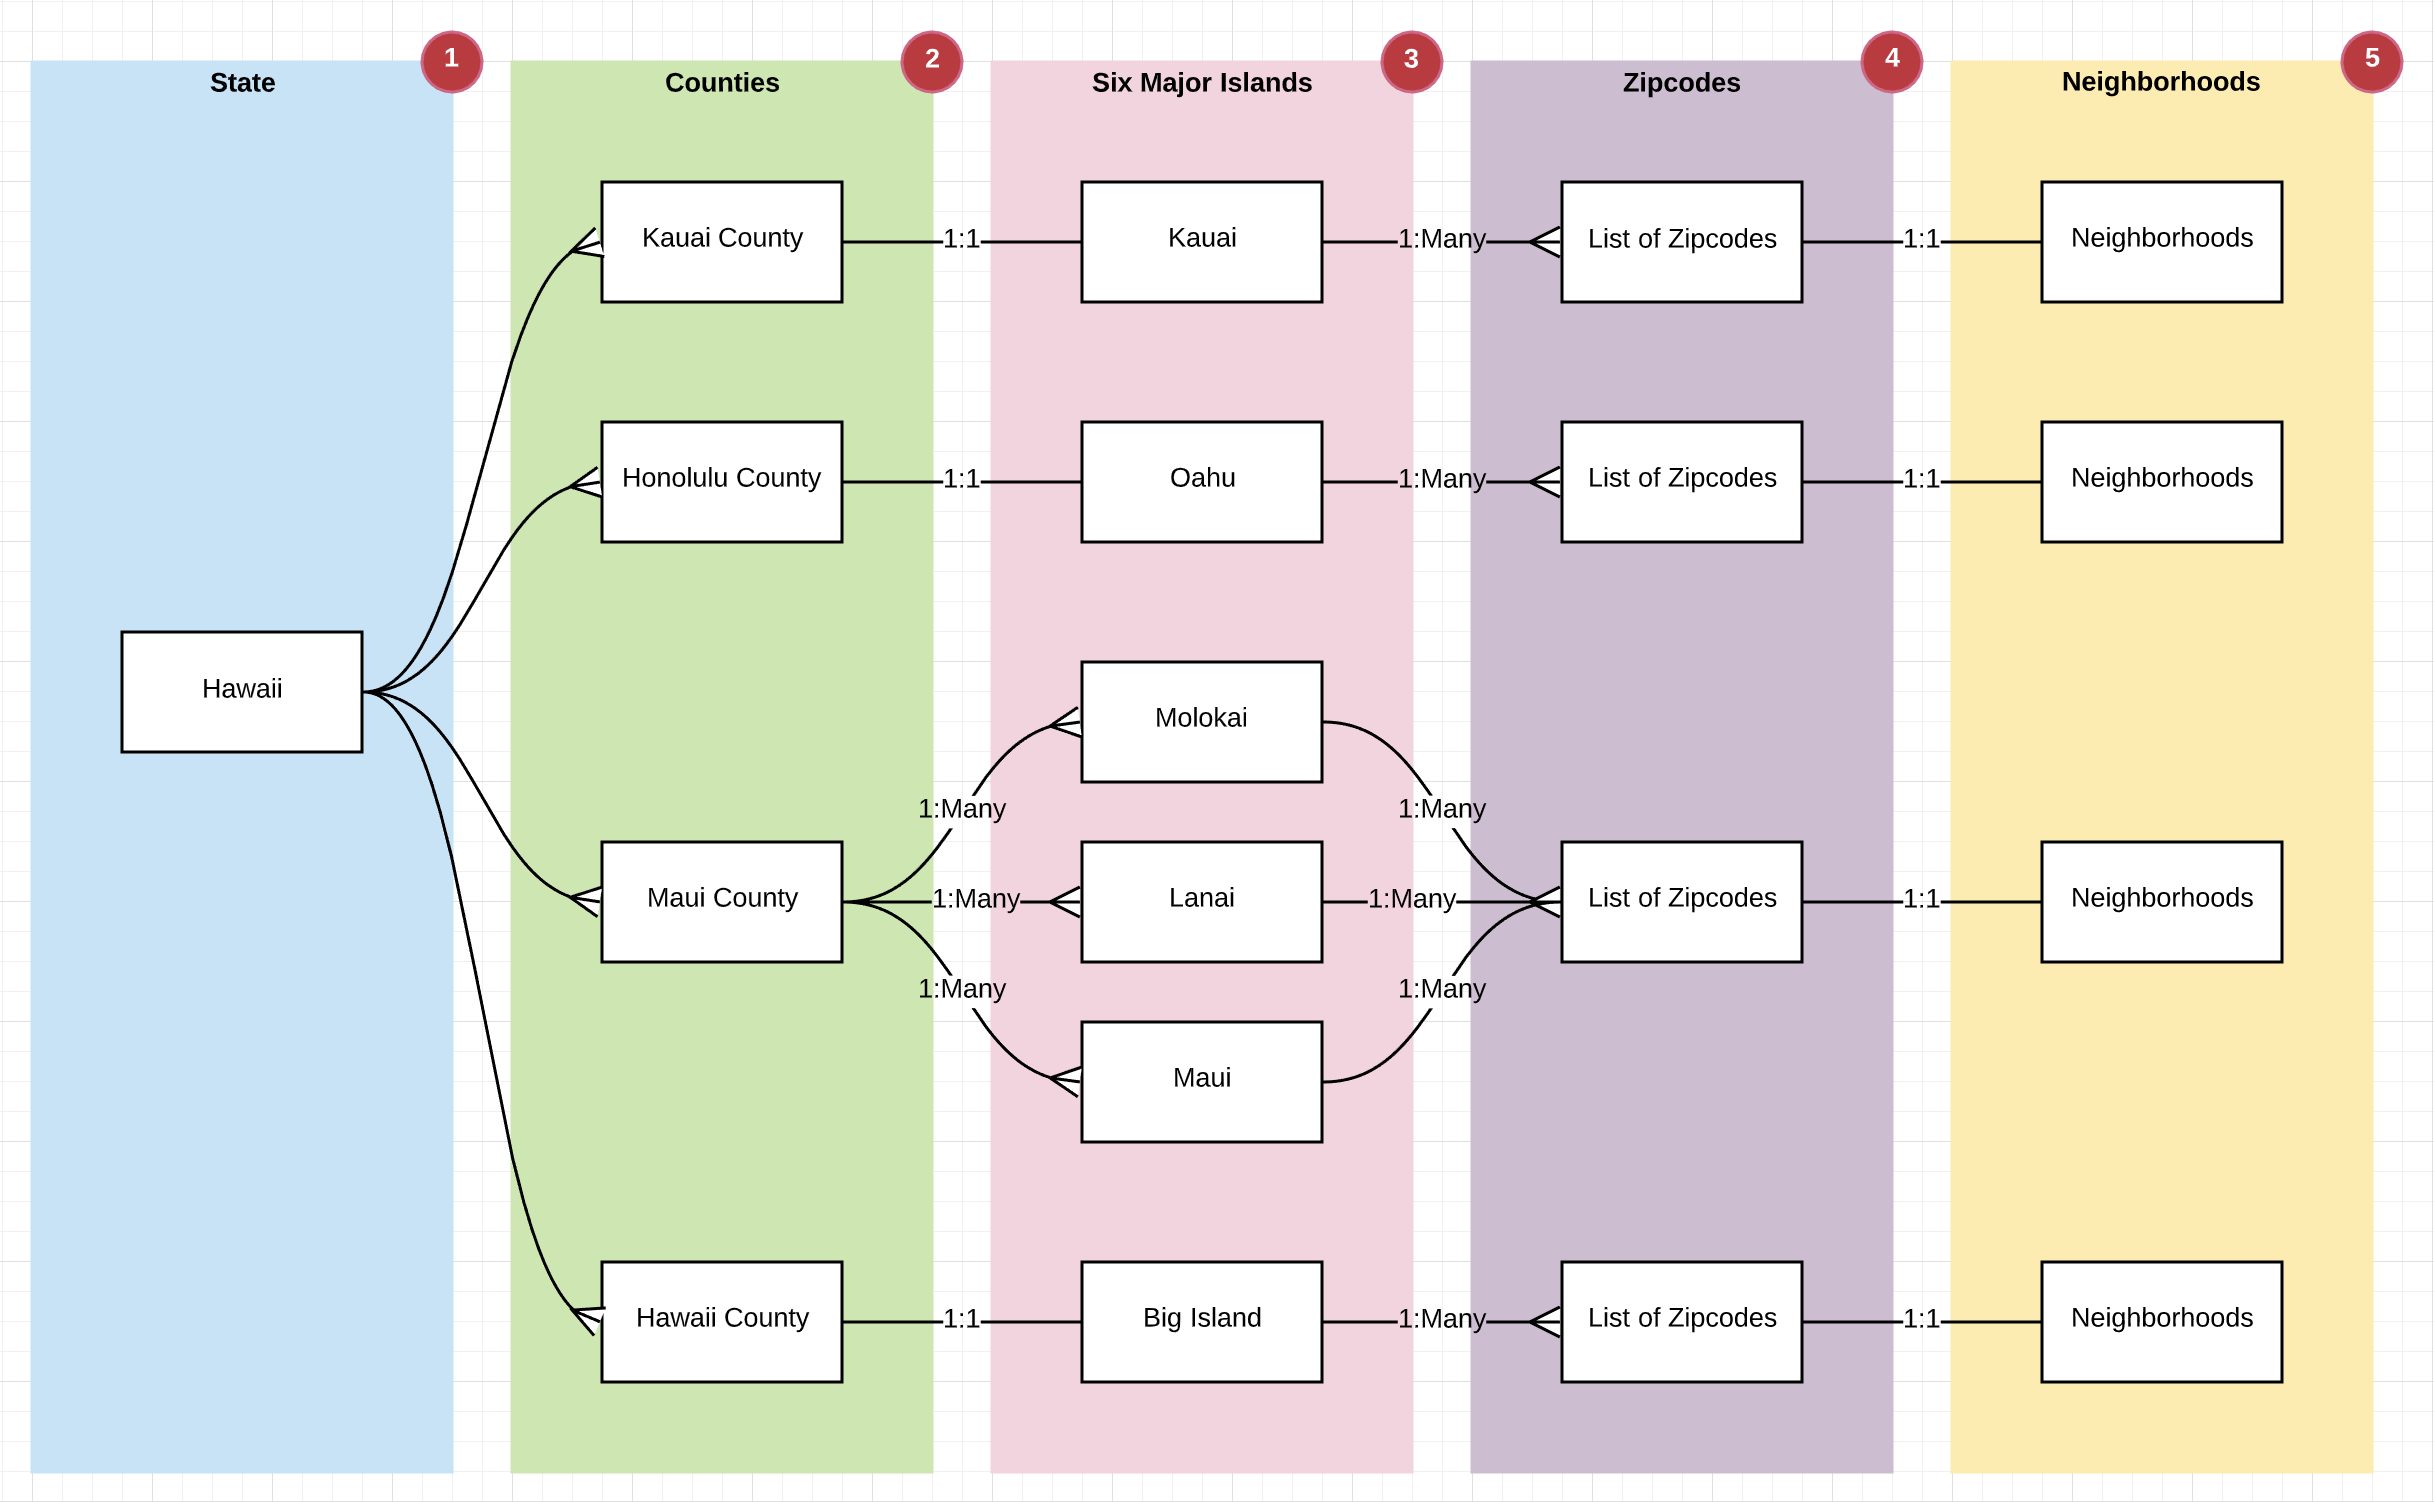 1
2
3
4
5
State
Counties
Six Major Islands
Zipcodes
Neighborhoods
Kauai County
1:1
Kauai
1:Many
List of Zipcodes
1:1
Neighborhoods
Honolulu County
1:1
Oahu
1:Many
List of Zipcodes
1:1
Neighborhoods
Hawaii
Molokai
1:Many
1:Many
Maui County
1:Many
Lanai
1:Many
List of Zipcodes
1:1
Neighborhoods
1:Many
1:Many
Maui
Hawaii County
1:1
Big Island
1:Many
List of Zipcodes
1:1
Neighborhoods